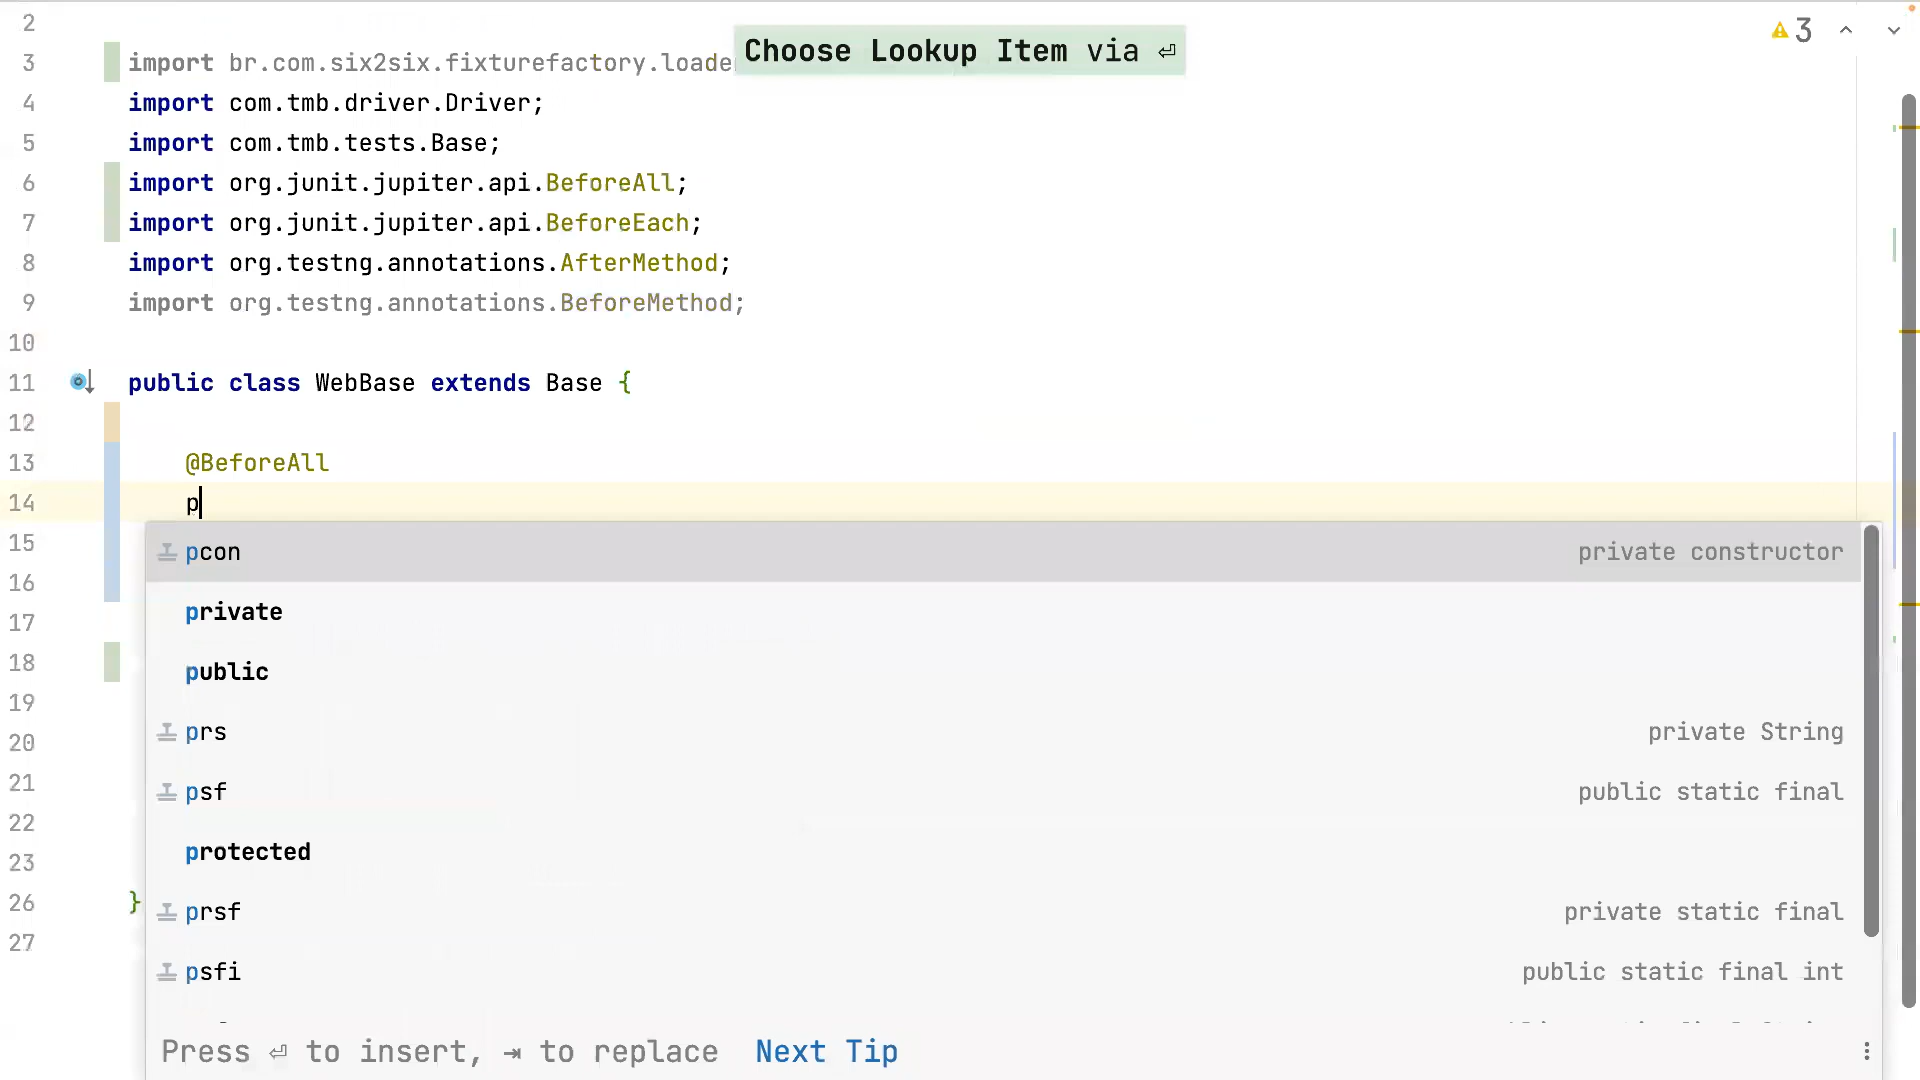 Choose Lookup Item via ⏎
3
2
3 import br.com.six2six.fixturefactory.loade
4 import com.tmb.driver.Driver;
5 import com.tmb.tests.Base;
6 import org.junit.jupiter.api.BeforeAll;
7 import org.junit.jupiter.api.BeforeEach;
8 import org.testng.annotations.AfterMethod;
9 import org.testng.annotations.BeforeMethod;
10
11 public class WebBase extends Base {
12
13 @BeforeAll
14 p
15 pcon private constructor
16 private
17 public
18
19 prs private String
20
21 psf public static final
22
23 protected
26 } prsf private static final
27 psfi public static final int
Press ⏎ to insert, ⇥ to replace Next Tip